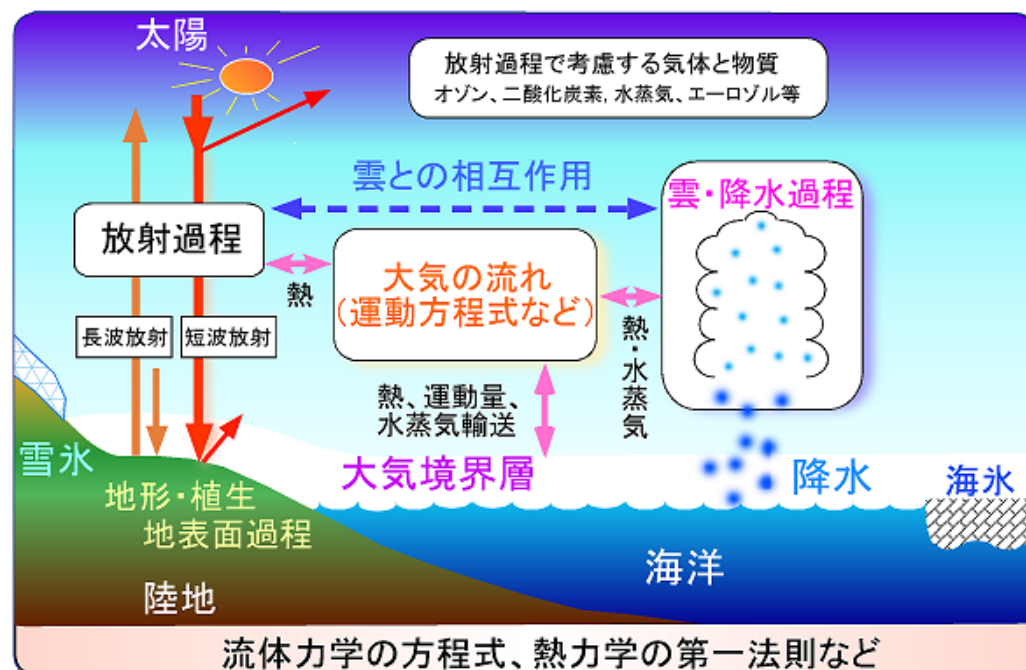 太陽
放射過程で考慮する気体と物質
オゾン、二酸化炭素, 水蒸気、エーロゾル等
雲との相互作用
雲・降水過程
放射過程
大気の流れ
(運動方程式など)
熱
熱・水蒸気
長波放射
短波放射
熱、運動量、
水蒸気輸送
大気境界層
雪氷
降水
海氷
地形・植生
地表面過程
海洋
陸地
流体力学の方程式、熱力学の第一法則など